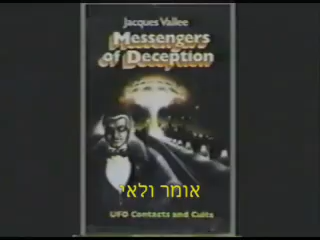 Jacques Vallee
Messengers
of Deception
אומר ולאי
UFO Contacts and Cults